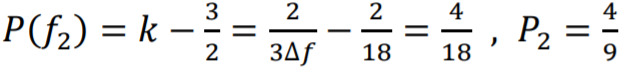 P(f₂) = k − 3/2 = 2/3Δf − 2/18 = 4/18 , P₂ = 4/9